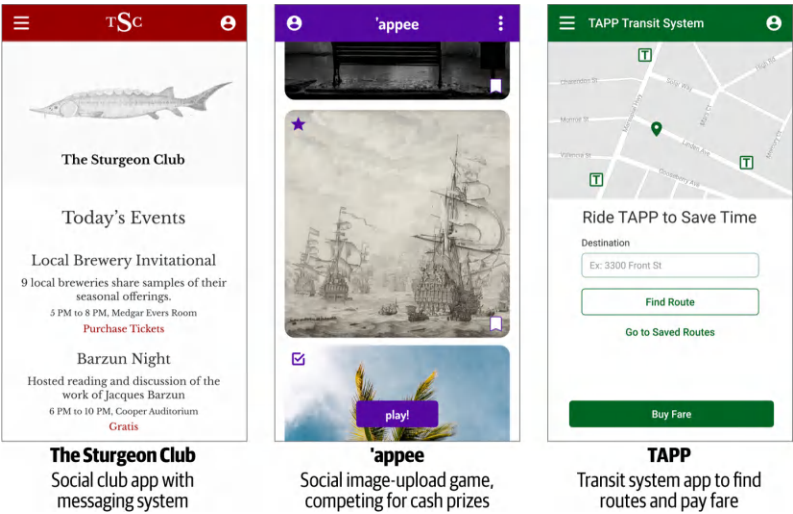 TSC
The Sturgeon Club
Today's Events
Local Brewery Invitational
9 local breweries share samples of their
seasonal offerings.
5 PM to 8 PM, Medgar Evers Room
Purchase Tickets
Barzun Night
Hosted reading and discussion of the
work of Jacques Barzun
6 PM to 10 PM, Cooper Auditorium
Gratis
The Sturgeon Club
Social club app with
messaging system
'appee
play!
'appee
Social image-upload game,
competing for cash prizes
TAPP Transit System
T
T
T
Linden Ave
Ride TAPP to Save Time
Destination
Ex: 3300 Front St
Find Route
Go to Saved Routes
Buy Fare
TAPP
Transit system app to find
routes and pay fare